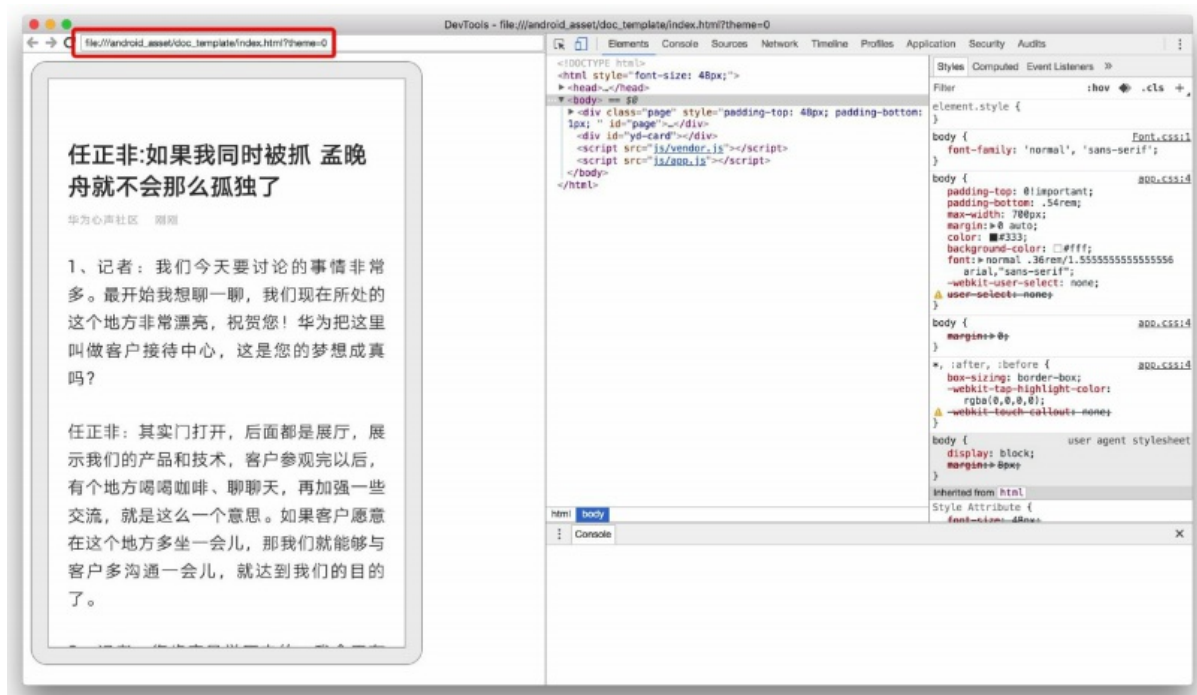 DevTools - file:///android_asset/doc_template/index.html?theme=0
file:///android_asset/doc_template/index.html?theme=0
任正非:如果我同时被抓 孟晚
舟就不会那么孤独了
华为心声社区 刚刚
1、记者：我们今天要讨论的事情非常
多。最开始我想聊一聊，我们现在所处的
这个地方非常漂亮，祝贺您！华为把这里
叫做客户接待中心，这是您的梦想成真
吗？
任正非：其实门打开，后面都是展厅，展
示我们的产品和技术，客户参观完以后，
有个地方喝喝咖啡、聊聊天，再加强一些
交流，就是这么一个意思。如果客户愿意
在这个地方多坐一会儿，那我们就能够与
客户多沟通一会儿，就达到我们的目的
了。
Elements Console Sources Network Timeline Profiles Application Security Audits
<!DOCTYPE html>
<html style="font-size: 48px;">
<head>…</head>
<body> == $0
<div class="page" style="padding-top: 48px; padding-bottom:
1px; " id="page">…</div>
<div id="yd-card"></div>
<script src="js/vendor.js"></script>
<script src="js/app.js"></script>
</body>
</html>
html body
Console
Styles Computed Event Listeners »
Filter :hov .cls +
element.style {
}
body { Font.css:1
font-family: 'normal', 'sans-serif';
}
body { app.css:4
padding-top: 0!important;
padding-bottom: .54rem;
max-width: 700px;
margin: 0 auto;
color: #333;
background-color: #fff;
font: normal .36rem/1.5555555555555556
arial,"sans-serif";
-webkit-user-select: none;
user-select: none;
}
body { app.css:4
margin: 0;
}
*, :after, :before { app.css:4
box-sizing: border-box;
-webkit-tap-highlight-color:
rgba(0,0,0,0);
-webkit-touch-callout: none;
}
body { user agent stylesheet
display: block;
margin: 8px;
}
Inherited from html
Style Attribute {
font-size: 48px;